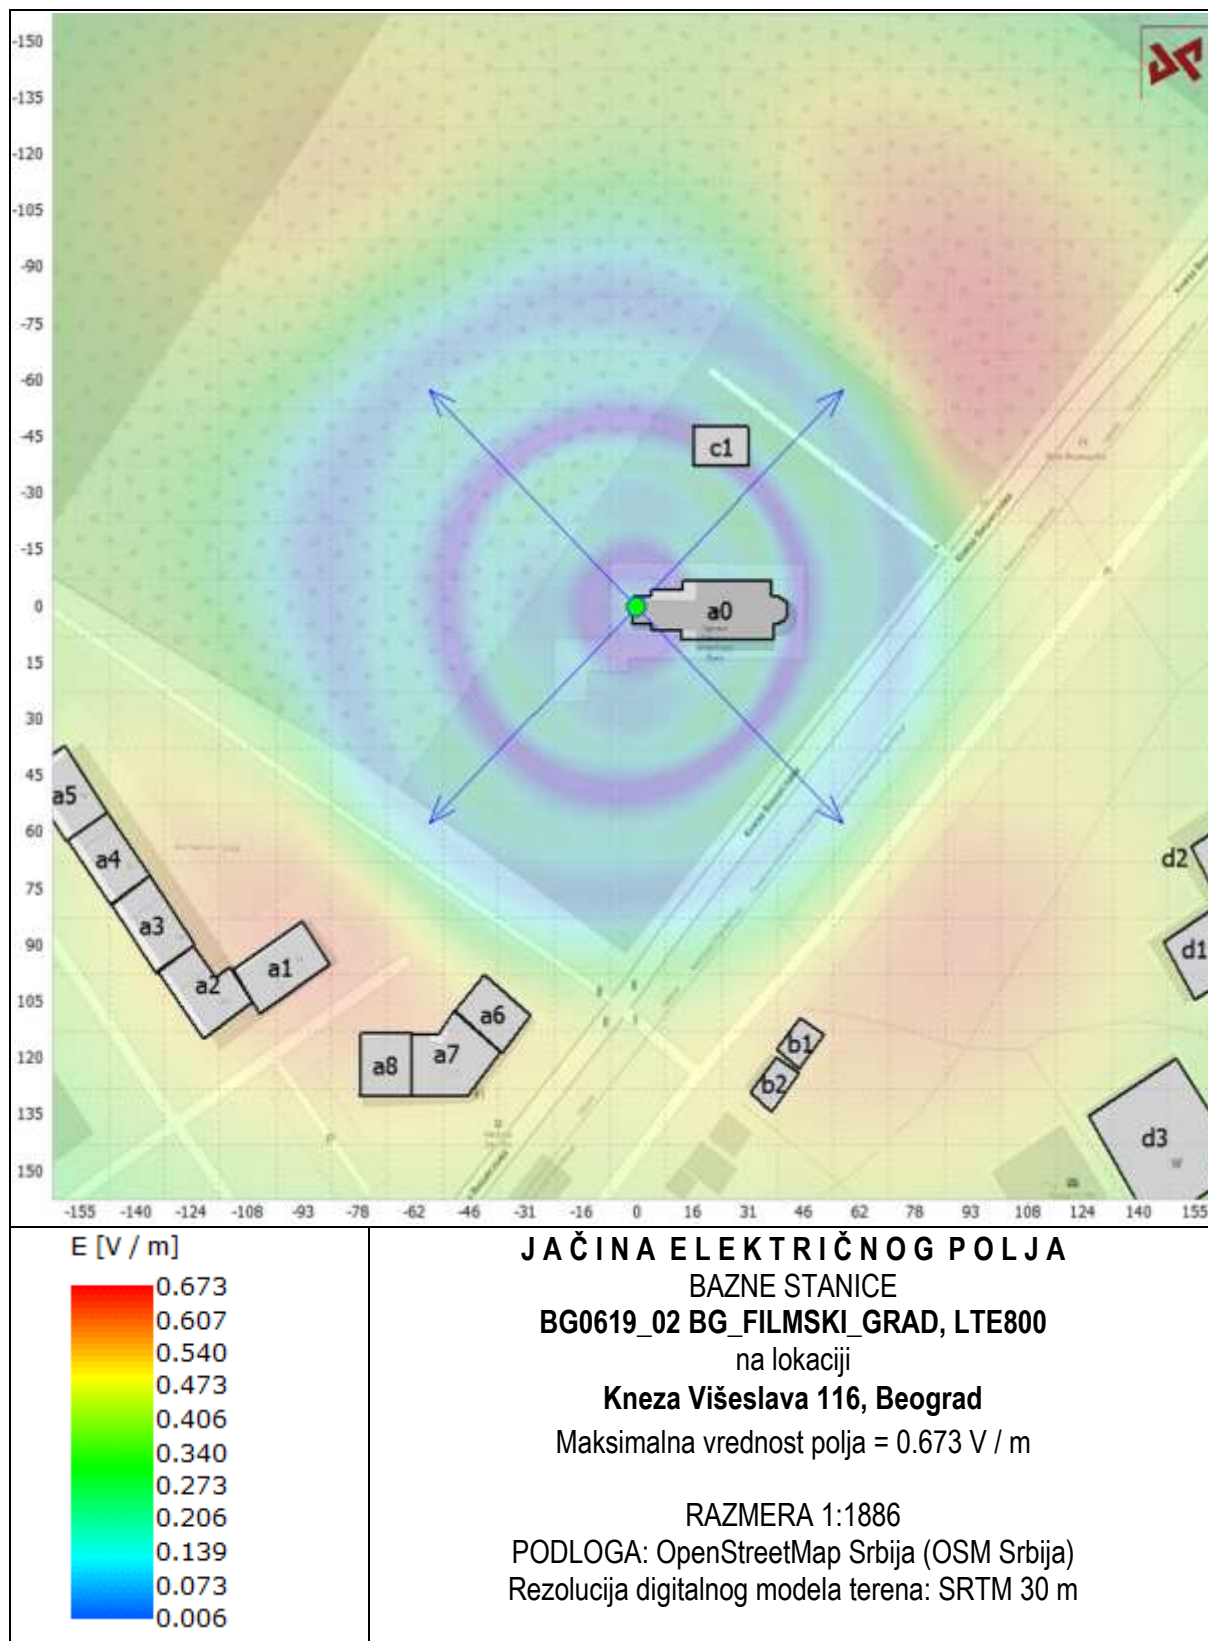 -150
-135
-120
-105
-90
-75
-60
-45
-30
-15
0
15
30
45
60
75
90
105
120
135
150
c1
a0
a5
a4
a3
a2
a1
a6
a7
a8
b1
b2
d2
d1
d3
-155 -140 -124 -108 -93 -78 -62 -46 -31 -16 0 16 31 46 62 78 93 108 124 140 155
E [V / m]
0.673
0.607
0.540
0.473
0.406
0.340
0.273
0.206
0.139
0.073
0.006
JAČINA ELEKTRIČNOG POLJA
BAZNE STANICE
BG0619_02 BG_FILMSKI_GRAD, LTE800
na lokaciji
Kneza Višeslava 116, Beograd
Maksimalna vrednost polja = 0.673 V / m
RAZMERA 1:1886
PODLOGA: OpenStreetMap Srbija (OSM Srbija)
Rezolucija digitalnog modela terena: SRTM 30 m